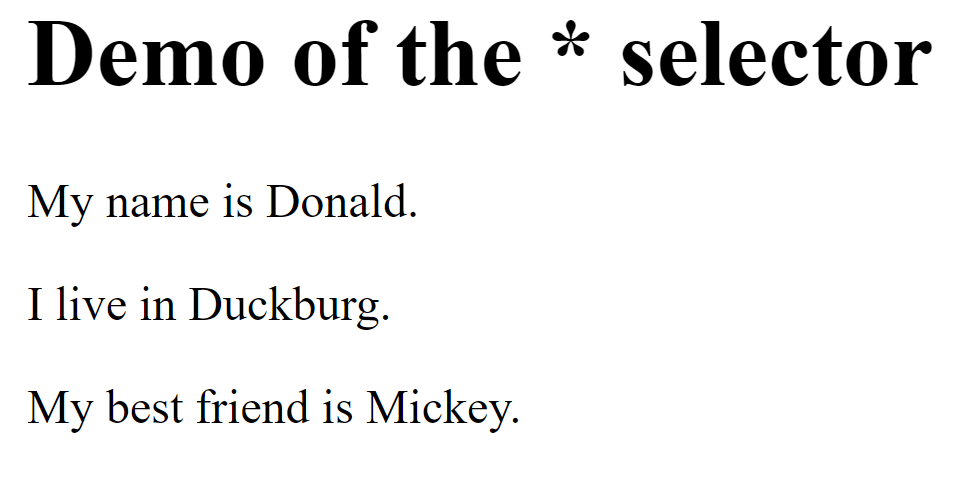 Demo of the * selector
My name is Donald.
I live in Duckburg.
My best friend is Mickey.